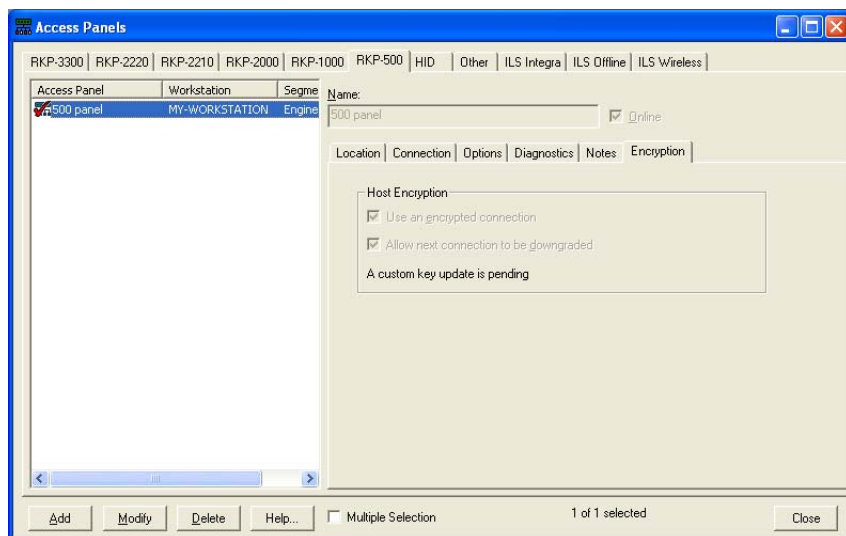 Access Panels
RKP-3300 RKP-2220 RKP-2210 RKP-2000 RKP-1000 RKP-500 HID Other ILS Integra ILS Offline ILS Wireless
Access Panel Workstation Segme
500 panel MY-WORKSTATION Engine
Name:
500 panel Online
Location Connection Options Diagnostics Notes Encryption
Host Encryption
Use an encrypted connection
Allow next connection to be downgraded
A custom key update is pending
Add Modify Delete Help... Multiple Selection 1 of 1 selected Close